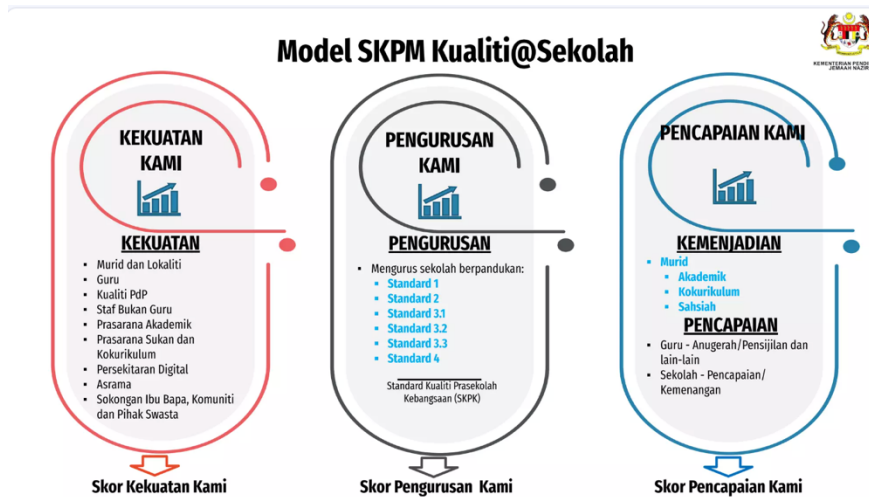 Model SKPM Kualiti@Sekolah
KEMENTERIAN PENDI
JEMAAH NAZIR
KEKUATAN
KAMI
KEKUATAN
Murid dan Lokaliti
Guru
Kualiti PdP
Staf Bukan Guru
Prasarana Akademik
Prasarana Sukan dan
Kokurikulum
Persekitaran Digital
Asrama
Sokongan Ibu Bapa, Komuniti
dan Pihak Swasta
Skor Kekuatan Kami
PENGURUSAN
KAMI
PENGURUSAN
Mengurus sekolah berpandukan:
Standard 1
Standard 2
Standard 3.1
Standard 3.2
Standard 3.3
Standard 4
Standard Kualiti Prasekolah
Kebangsaan (SKPK)
Skor Pengurusan Kami
PENCAPAIAN KAMI
KEMENJADIAN
Murid
Akademik
Kokurikulum
Sahsiah
PENCAPAIAN
Guru - Anugerah/Pensijilan dan
lain-lain
Sekolah - Pencapaian/
Kemenangan
Skor Pencapaian Kami